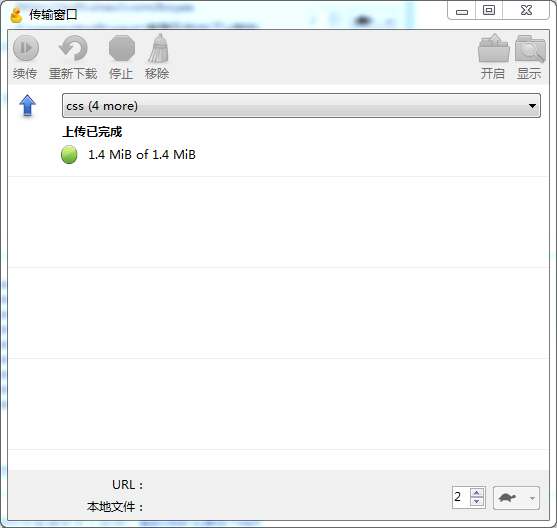 传输窗口
续传 重新下载 停止 移除 开启 显示
css (4 more)
上传已完成
1.4 MiB of 1.4 MiB
URL：
2
本地文件：